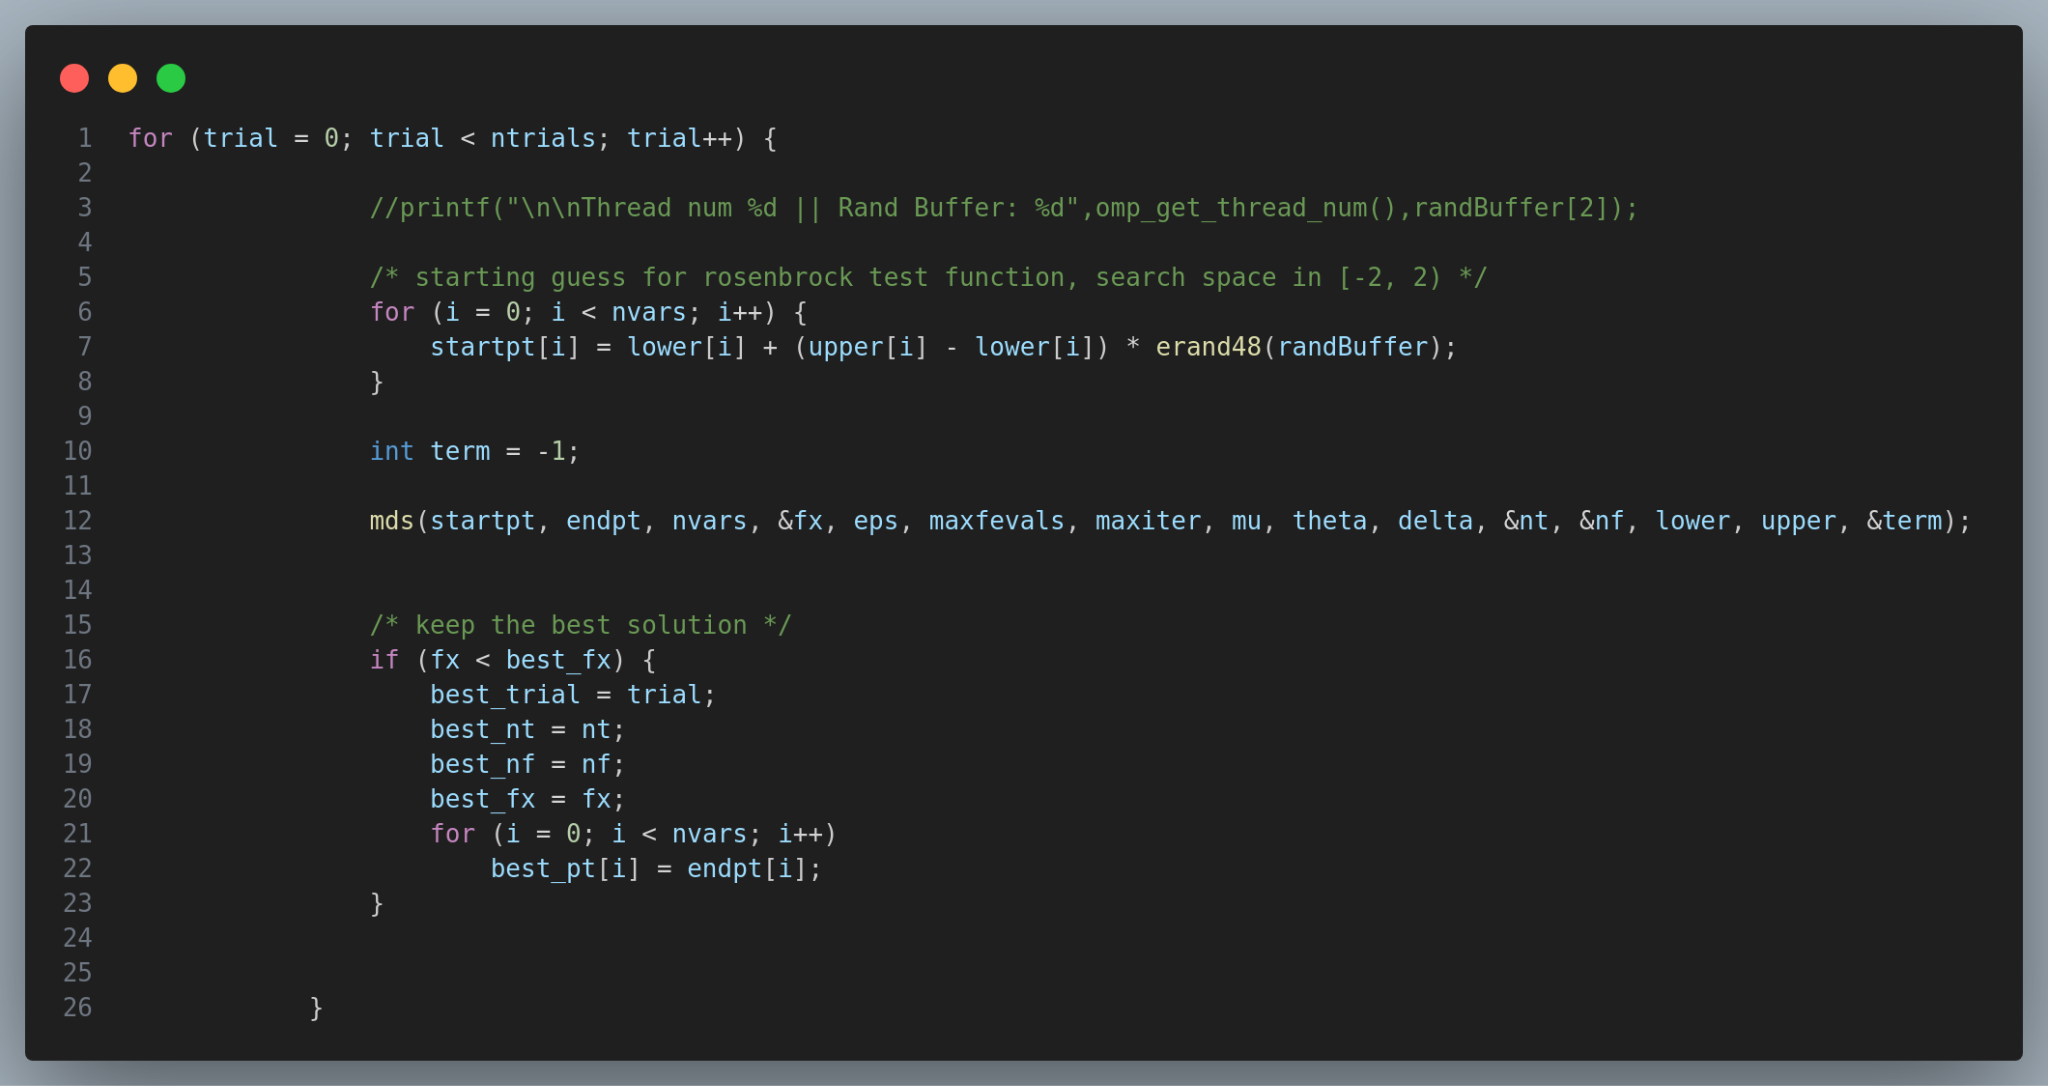 1 for (trial = 0; trial < ntrials; trial++) {
2
3 //printf("\n\nThread num %d || Rand Buffer: %d",omp_get_thread_num(),randBuffer[2]);
4
5 /* starting guess for rosenbrock test function, search space in [-2, 2) */
6 for (i = 0; i < nvars; i++) {
7 startpt[i] = lower[i] + (upper[i] - lower[i]) * erand48(randBuffer);
8 }
9
10 int term = -1;
11
12 mds(startpt, endpt, nvars, &fx, eps, maxfevals, maxiter, mu, theta, delta, &nt, &nf, lower, upper, &term);
13
14
15 /* keep the best solution */
16 if (fx < best_fx) {
17 best_trial = trial;
18 best_nt = nt;
19 best_nf = nf;
20 best_fx = fx;
21 for (i = 0; i < nvars; i++)
22 best_pt[i] = endpt[i];
23 }
24
25
26 }